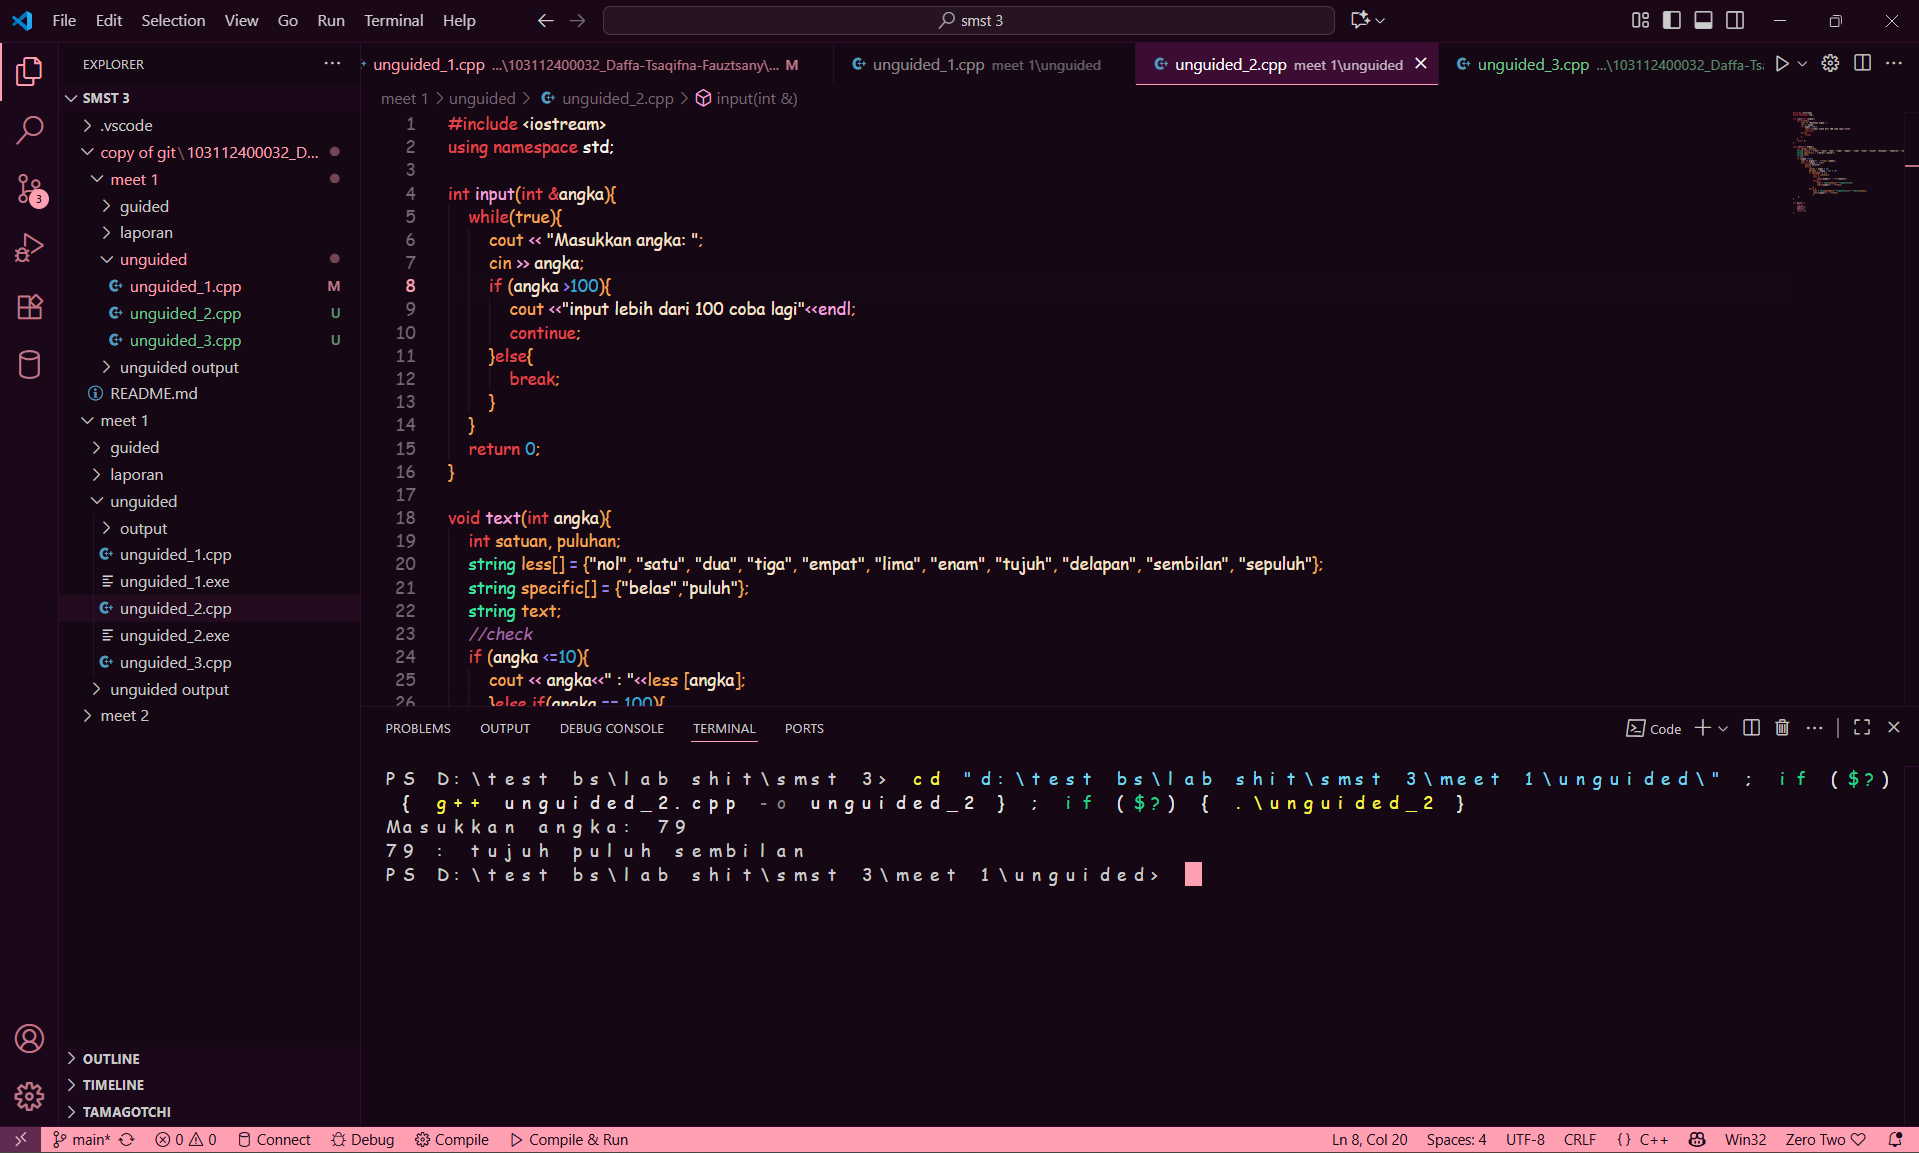 File Edit Selection View Go Run Terminal Help
smst 3
EXPLORER
SMST 3
.vscode
copy of git\103112400032_D...
meet 1
guided
laporan
unguided
unguided_1.cpp M
unguided_2.cpp U
unguided_3.cpp U
unguided output
README.md
meet 1
guided
laporan
unguided
output
unguided_1.cpp
unguided_1.exe
unguided_2.cpp
unguided_2.exe
unguided_3.cpp
unguided output
meet 2
OUTLINE
TIMELINE
TAMAGOTCHI
3
unguided_1.cpp ...\103112400032_Daffa-Tsaqifna-Fauztsany\... M
unguided_1.cpp meet 1\unguided
unguided_2.cpp meet 1\unguided
unguided_3.cpp ...\103112400032_Daffa-Ts
meet 1 > unguided > unguided_2.cpp > input(int &)
1 #include <iostream>
2 using namespace std;
3
4 int input(int &angka){
5 while(true){
6 cout << "Masukkan angka: ";
7 cin >> angka;
8 if (angka >100){
9 cout <<"input lebih dari 100 coba lagi"<<endl;
10 continue;
11 }else{
12 break;
13 }
14 }
15 return 0;
16 }
17
18 void text(int angka){
19 int satuan, puluhan;
20 string less[] = {"nol", "satu", "dua", "tiga", "empat", "lima", "enam", "tujuh", "delapan", "sembilan", "sepuluh"};
21 string specific[] = {"belas","puluh"};
22 string text;
23 //check
24 if (angka <=10){
25 cout << angka<<" : "<<less [angka];
26 }else if(angka == 100){
PROBLEMS OUTPUT DEBUG CONSOLE TERMINAL PORTS
Code
PS D:\test bs\lab shit\smst 3> cd "d:\test bs\lab shit\smst 3\meet 1\unguided\" ; if ($?)
{ g++ unguided_2.cpp -o unguided_2 } ; if ($?) { .\unguided_2 }
Masukkan angka: 79
79 : tujuh puluh sembilan
PS D:\test bs\lab shit\smst 3\meet 1\unguided>
main* 0 0 Connect Debug Compile Compile & Run
Ln 8, Col 20 Spaces: 4 UTF-8 CRLF {} C++ Win32 Zero Two